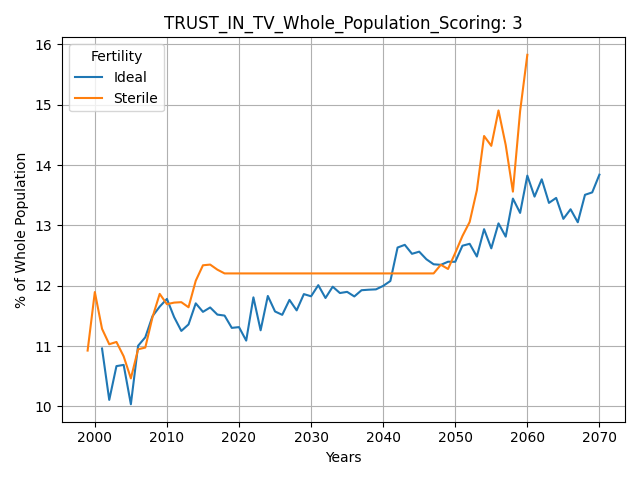 TRUST_IN_TV_Whole_Population_Scoring: 3
Fertility
Ideal
Sterile
% of Whole Population
16
15
14
13
12
11
10
2000 2010 2020 2030 2040 2050 2060 2070
Years